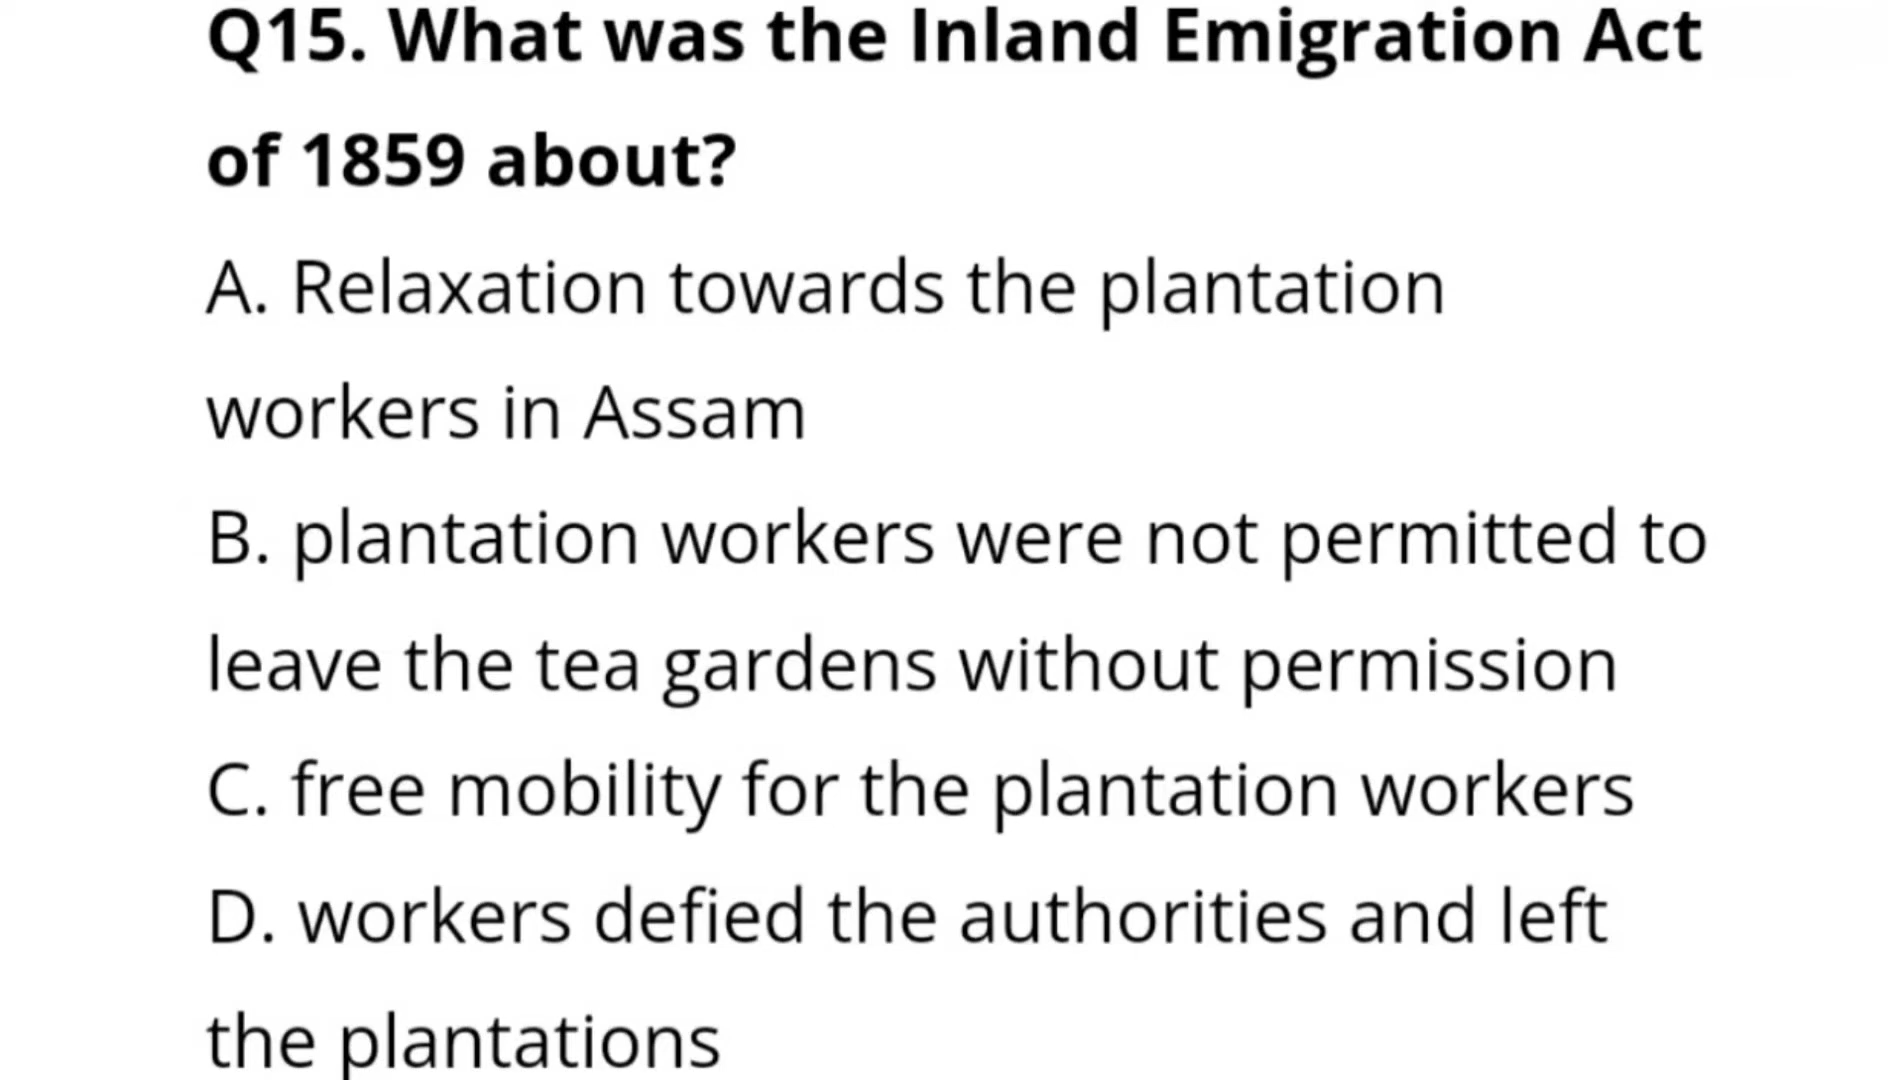 Q15. What was the Inland Emigration Act
of 1859 about?
A. Relaxation towards the plantation
workers in Assam
B. plantation workers were not permitted to
leave the tea gardens without permission
C. free mobility for the plantation workers
D. workers defied the authorities and left
the plantations